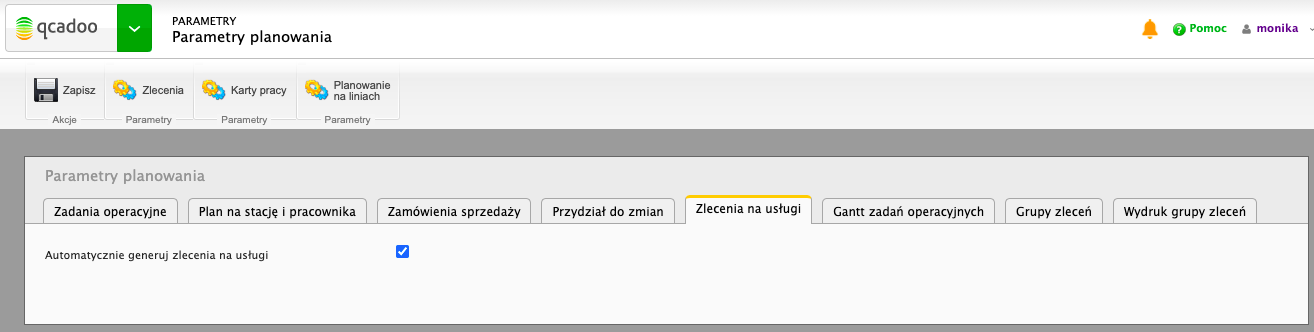 qcadoo
PARAMETRY
Parametry planowania
Pomoc
monika
Zapisz
Akcje
Zlecenia
Parametry
Karty pracy
Parametry
Planowanie
na liniach
Parametry
Parametry planowania
Zadania operacyjne
Plan na stację i pracownika
Zamówienia sprzedaży
Przydział do zmian
Zlecenia na usługi
Gantt zadań operacyjnych
Grupy zleceń
Wydruk grupy zleceń
Automatycznie generuj zlecenia na usługi